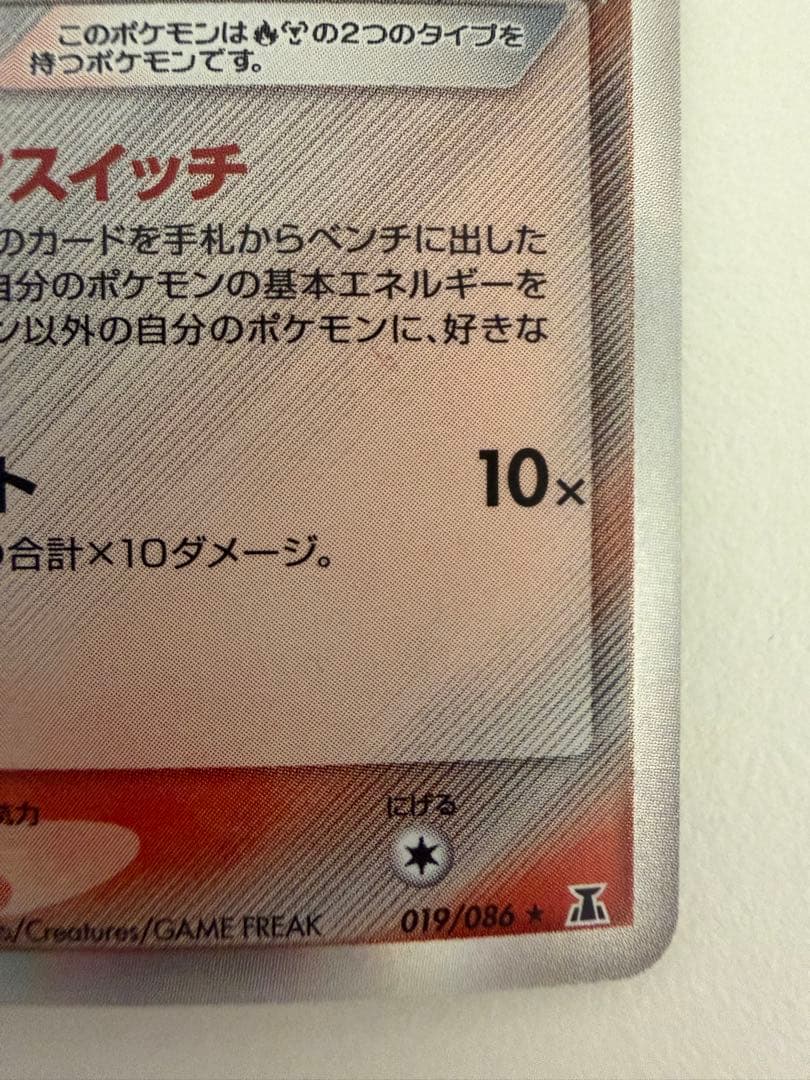 このポケモンは の2つのタイプを
持つポケモンです。
スイッチ
のカードを手札からベンチに出した
自分のポケモンの基本エネルギーを
ン以外の自分のポケモンに、好きな
ト 10×
の合計×10ダメージ。
力 にげる
/Creatures/GAME FREAK 019/086 ★